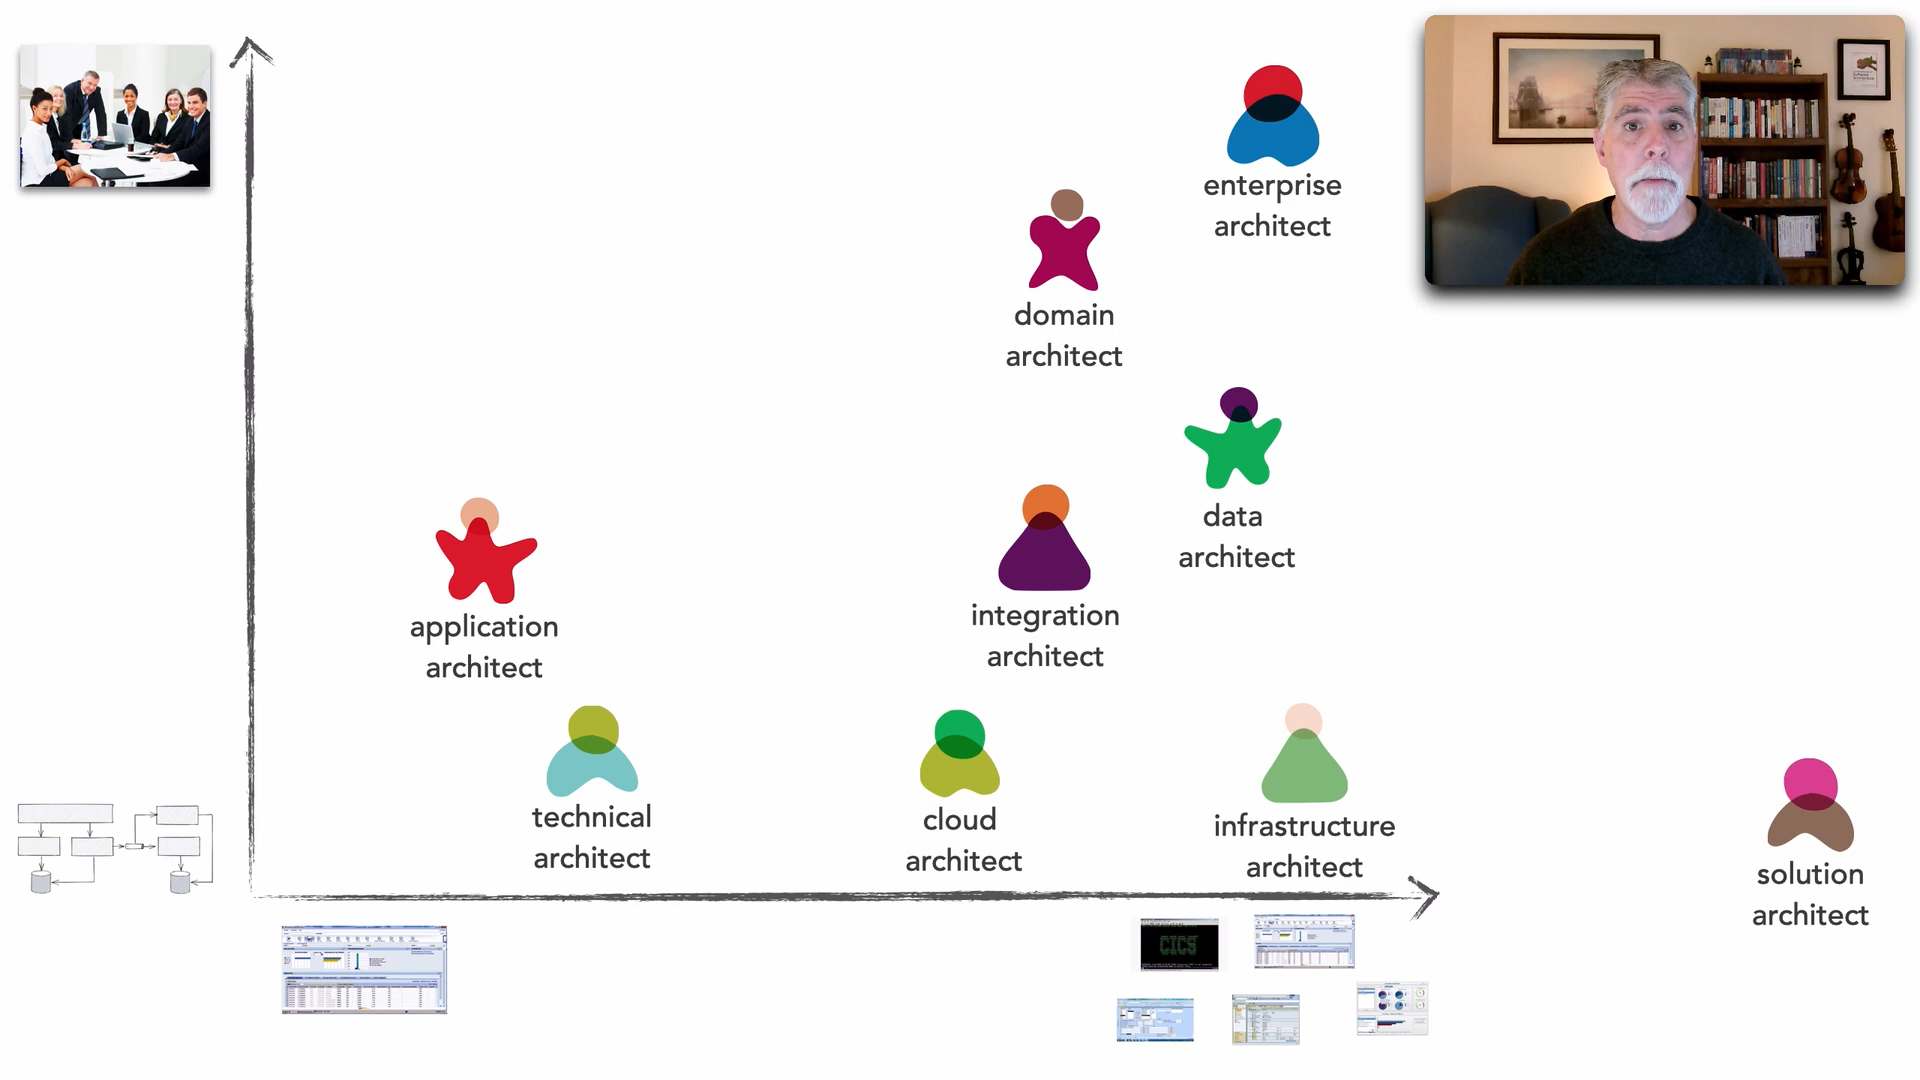 enterprise
architect
domain
architect
data
architect
application
architect
integration
architect
technical
architect
cloud
architect
infrastructure
architect
solution
architect
CICS